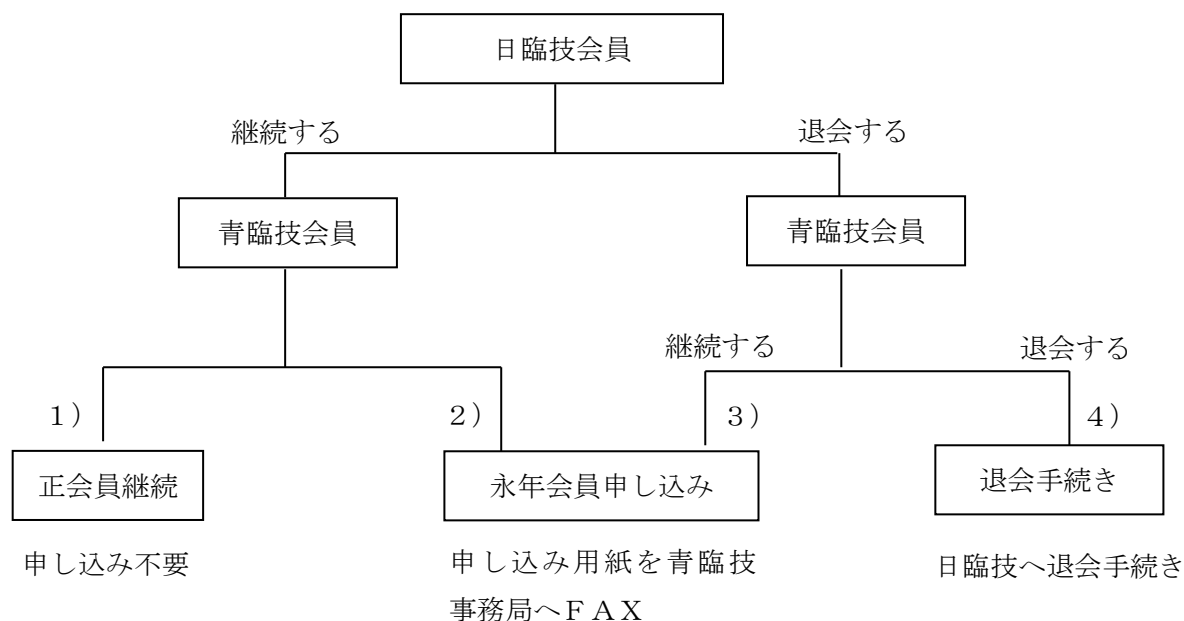 日臨技会員
継続する
退会する
青臨技会員
青臨技会員
継続する
退会する
１）
２）
３）
４）
正会員継続
永年会員申し込み
退会手続き
申し込み不要
申し込み用紙を青臨技
事務局へＦＡＸ
日臨技へ退会手続き